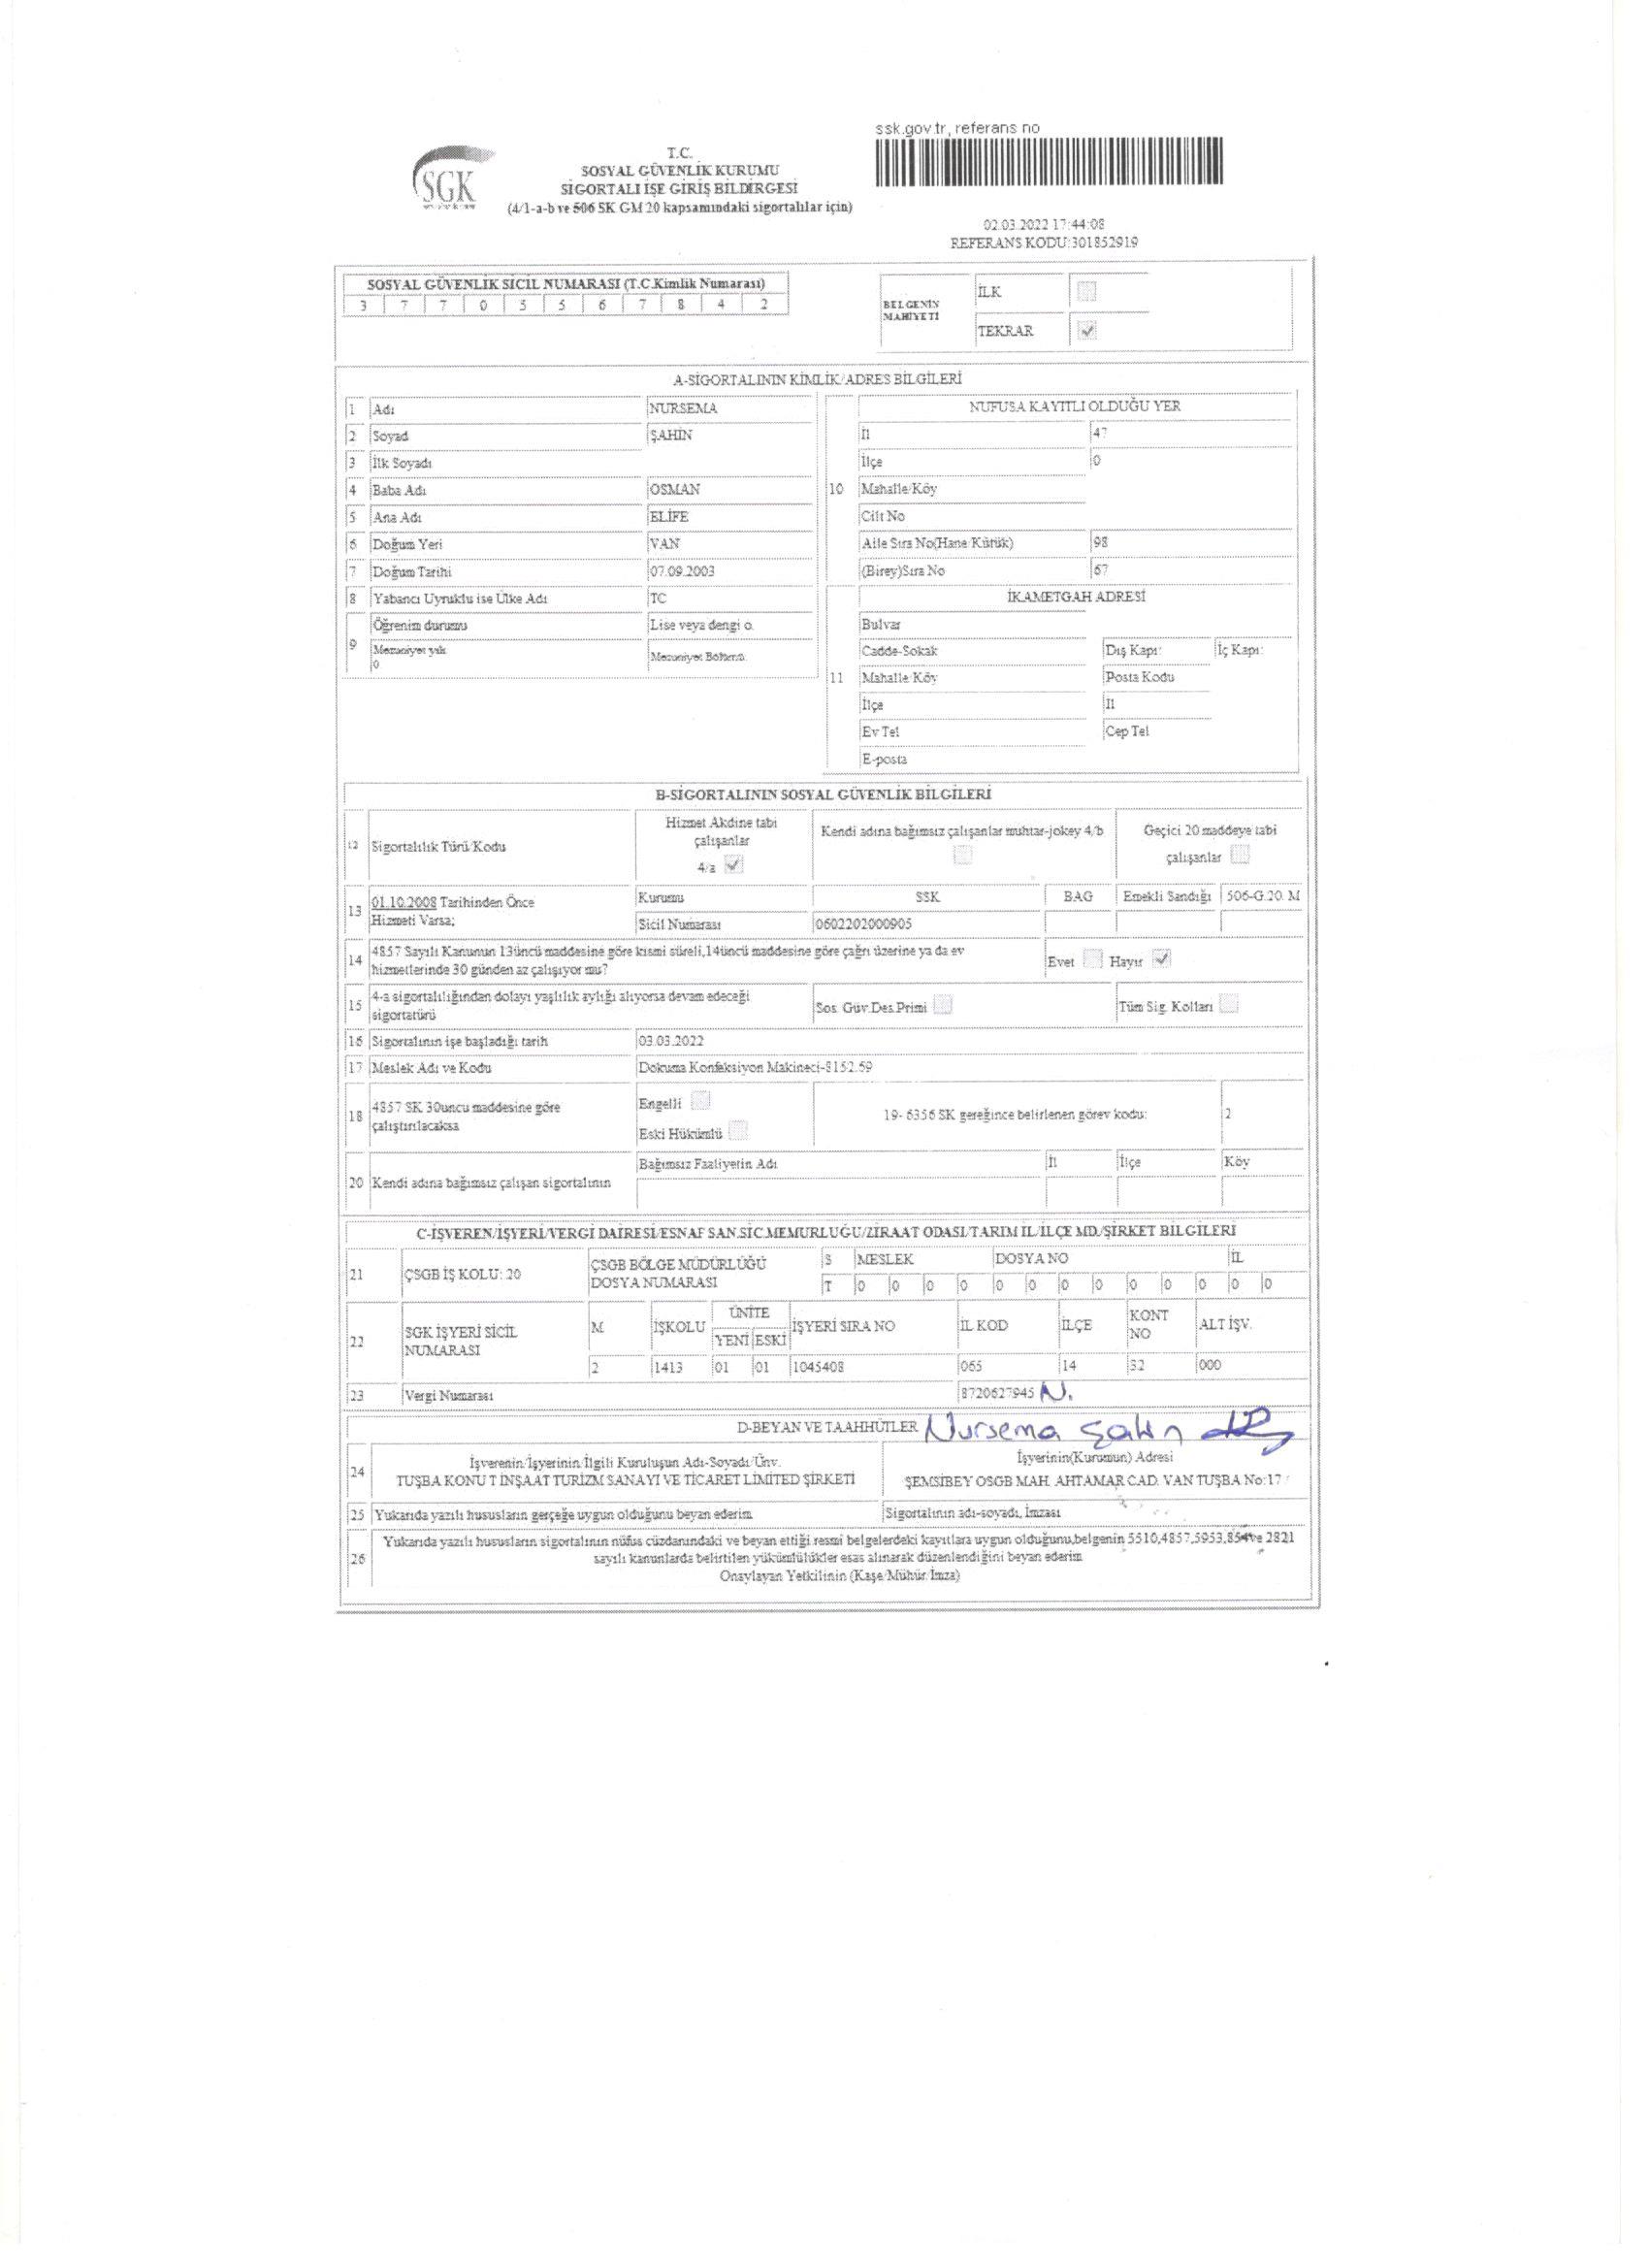 ssk.gov.tr, referans no
SGK
T.C.
SOSYAL GÜVENLİK KURUMU
SİGORTALI İŞE GİRİŞ BİLDİRGESİ
(4/1-a-b ve 506 SK GM 20 kapsamındaki sigortalılar için)
02.03.2022 17:44:08
REFERANS KODU:301852919
SOSYAL GÜVENLİK SİCİL NUMARASI (T.C.Kimlik Numarası)
3 7 7 0 5 5 6 7 8 4 2
BELGENİN MAHİYETİ
İLK
TEKRAR ✓
A-SİGORTALININ KİMLİK/ADRES BİLGİLERİ
1 Adı NURSEMA
2 Soyad ŞAHİN
3 İlk Soyadı
4 Baba Adı OSMAN
5 Ana Adı ELİFE
6 Doğum Yeri VAN
7 Doğum Tarihi 07.09.2003
8 Yabancı Uyruklu ise Ülke Adı TC
9 Öğrenim durumu Lise veya dengi o.
Mezuniyet yılı Mezuniyet Bölümü
0
NUFUSA KAYITLI OLDUĞU YER
İl 47
İlçe 0
10 Mahalle/Köy
Cilt No
Aile Sıra No(Hane/Kütük) 98
(Birey)Sıra No 67
İKAMETGAH ADRESİ
Bulvar
Cadde-Sokak Dış Kapı: İç Kapı:
11 Mahalle/Köy Posta Kodu
İlçe İl
Ev Tel Cep Tel
E-posta
B-SİGORTALININ SOSYAL GÜVENLİK BİLGİLERİ
12 Sigortalılık Türü/Kodu
Hizmet Akdine tabi çalışanlar 4/a ✓
Kendi adına bağımsız çalışanlar muhtar-jokey 4/b
Geçici 20 maddeye tabi çalışanlar
13 01.10.2008 Tarihinden Önce Hizmeti Varsa;
Kurumu SSK BAG Emekli Sandığı 506-G.20. M
Sicil Numarası 0602202000905
14 4857 Sayılı Kanunun 13üncü maddesine göre kısmi süreli,14üncü maddesine göre çağrı üzerine ya da ev
hizmetlerinde 30 günden az çalışıyor mu?
Evet Hayır ✓
15 4-a sigortalılığından dolayı yaşlılık aylığı alıyorsa devam edeceği
sigortatürü
Sos. Güv.Des.Primi Tüm Sig. Kolları
16 Sigortalının işe başladığı tarih 03.03.2022
17 Meslek Adı ve Kodu Dokuma Konfeksiyon Makineci-8152.59
18 4857 SK 30uncu maddesine göre
çalıştırılacaksa
Engelli
Eski Hükümlü
19- 6356 SK gereğince belirlenen görev kodu: 2
20 Kendi adına bağımsız çalışan sigortalının
Bağımsız Faaliyetin Adı İl İlçe Köy
C-İŞVEREN/İŞYERİ/VERGİ DAİRESİ/ESNAF SAN.SİC.MEMURLUĞU/ZİRAAT ODASI/TARIM İL/İLÇE MD/ŞİRKET BİLGİLERİ
21 ÇSGB İŞ KOLU: 20
ÇSGB BÖLGE MÜDÜRLÜĞÜ
DOSYA NUMARASI
S MESLEK DOSYA NO İL
T 0 0 0 0 0 0 0 0 0 0 0 0 0
22 SGK İŞYERİ SİCİL
NUMARASI
M İŞKOLU ÜNİTE YENİ ESKİ İŞYERİ SIRA NO İL KOD İLÇE KONT NO ALT İŞV.
2 1413 01 01 1045408 065 14 32 000
23 Vergi Numarası 8720627945 N.
D-BEYAN VE TAAHHÜTLER Nursema Şahin
24 İşverenin/İşyerinin/İlgili Kuruluşun Adı-Soyadı/Ünv.
TUŞBA KONUT İNŞAAT TURİZM SANAYI VE TİCARET LİMİTED ŞİRKETİ
İşyerinin(Kurumun) Adresi
ŞEMSİBEY OSGB MAH. AHTAMAR CAD. VAN TUŞBA No:17 /
25 Yukarıda yazılı hususların gerçeğe uygun olduğunu beyan ederim
Sigortalının adı-soyadı, İmzası
26 Yukarıda yazılı hususların sigortalının nüfus cüzdanındaki ve beyan ettiği resmi belgelerdeki kayıtlara uygun olduğunu,belgenin 5510,4857,5953,854ve 2821
sayılı kanunlarda belirtilen yükümlülükler esas alınarak düzenlendiğini beyan ederim
Onaylayan Yetkilinin (Kaşe/Mühür/İmza)